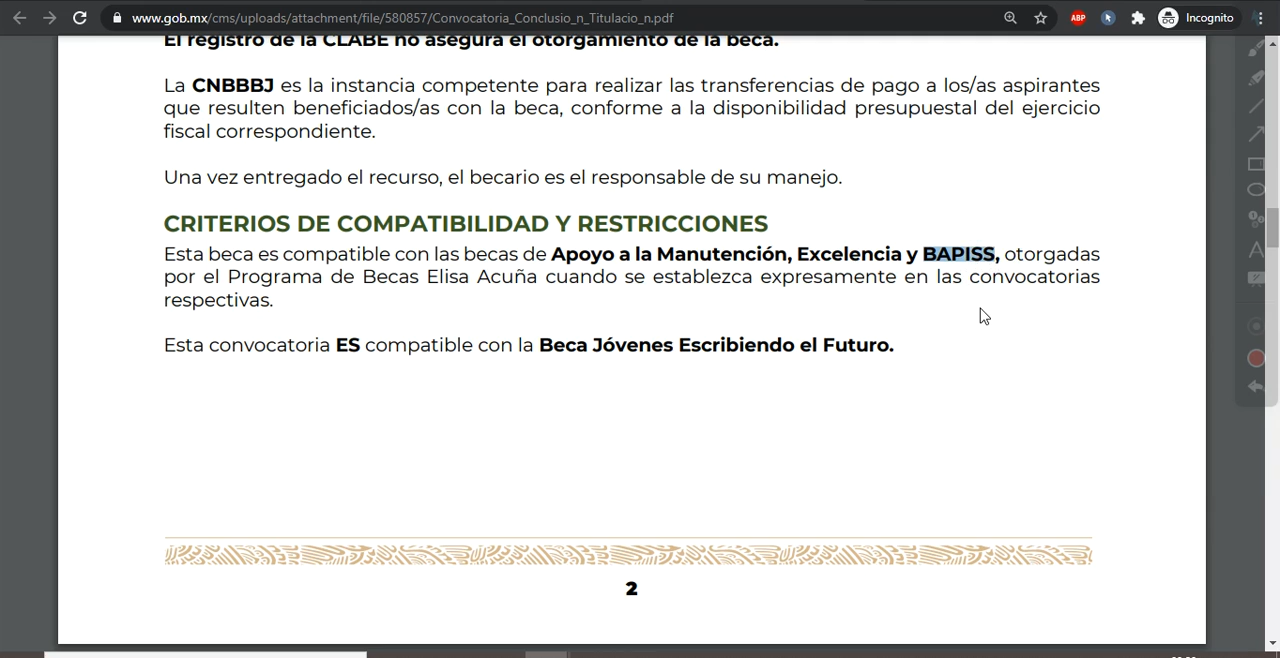 www.gob.mx/cms/uploads/attachment/file/580857/Convocatoria_Conclusio_n_Titulacio_n.pdf
ABP
Incognito
El registro de la CLABE no asegura el otorgamiento de la beca.
La CNBBBJ es la instancia competente para realizar las transferencias de pago a los/as aspirantes
que resulten beneficiados/as con la beca, conforme a la disponibilidad presupuestal del ejercicio
fiscal correspondiente.
Una vez entregado el recurso, el becario es el responsable de su manejo.
CRITERIOS DE COMPATIBILIDAD Y RESTRICCIONES
Esta beca es compatible con las becas de Apoyo a la Manutención, Excelencia y BAPISS, otorgadas
por el Programa de Becas Elisa Acuña cuando se establezca expresamente en las convocatorias
respectivas.
Esta convocatoria ES compatible con la Beca Jóvenes Escribiendo el Futuro.
2